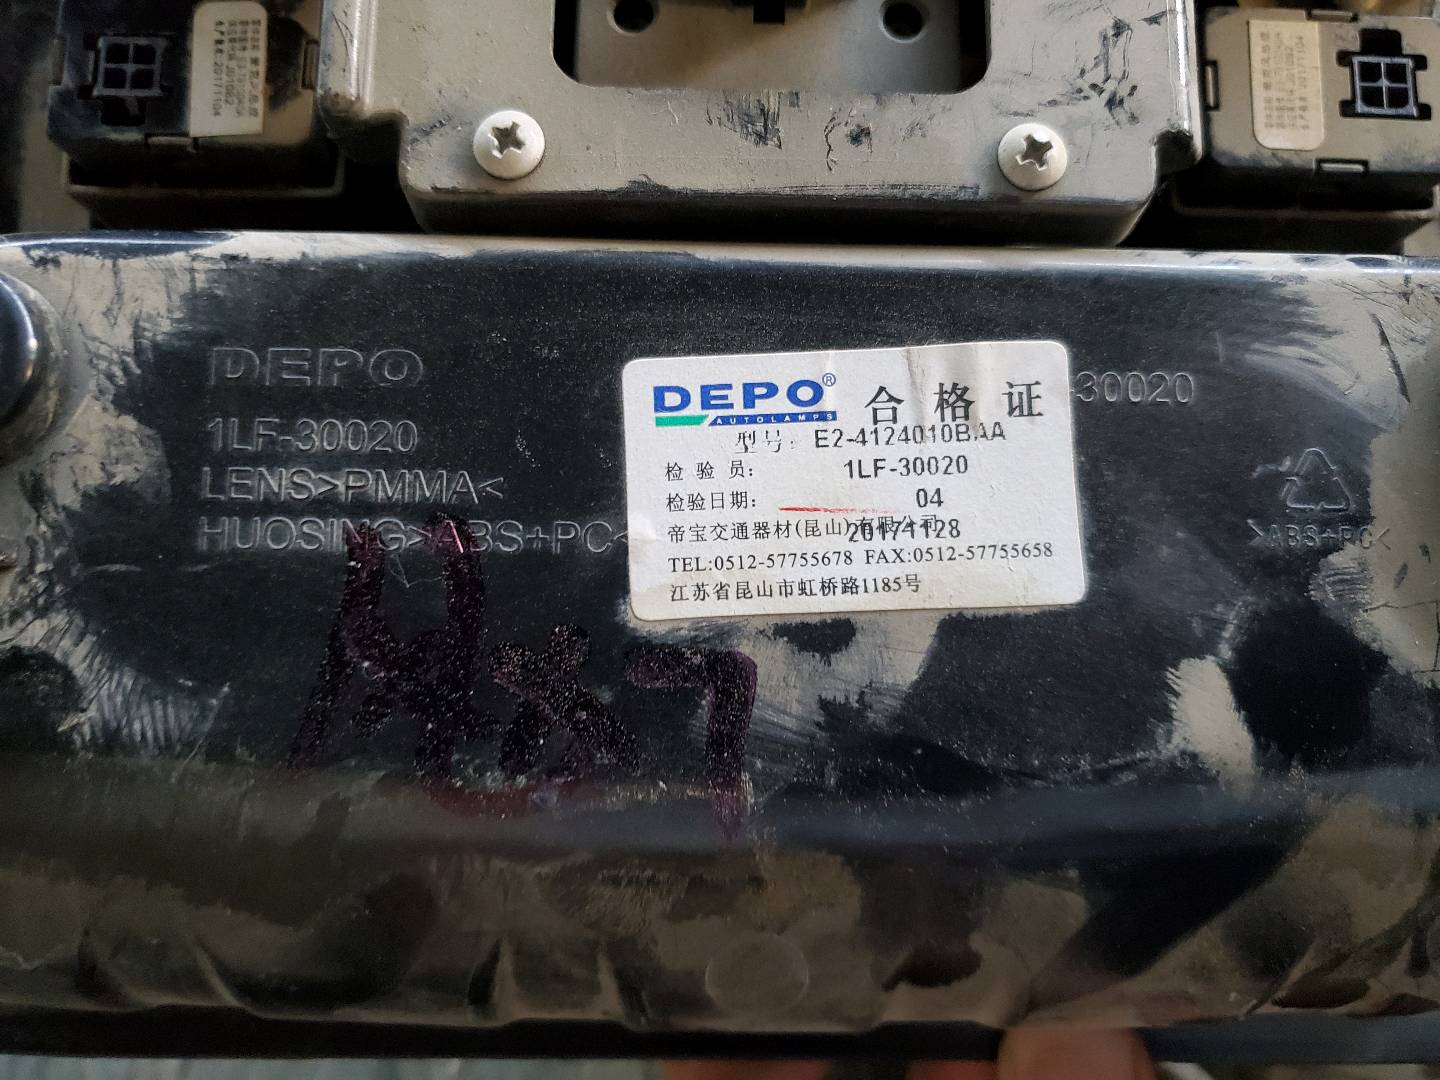 20171104
20171104
DEPO
1LF-30020
LENS>PMMA<
HUOSING>ABS+PC<
DEPO®
AUTOLAMPS
合格证
型号: E2-4124010BAA
检验员: 1LF-30020
检验日期: 04
帝宝交通器材(昆山)有限公司
20171128
TEL:0512-57755678 FAX:0512-57755658
江苏省昆山市虹桥路1185号
-30020
>ABS+PC<